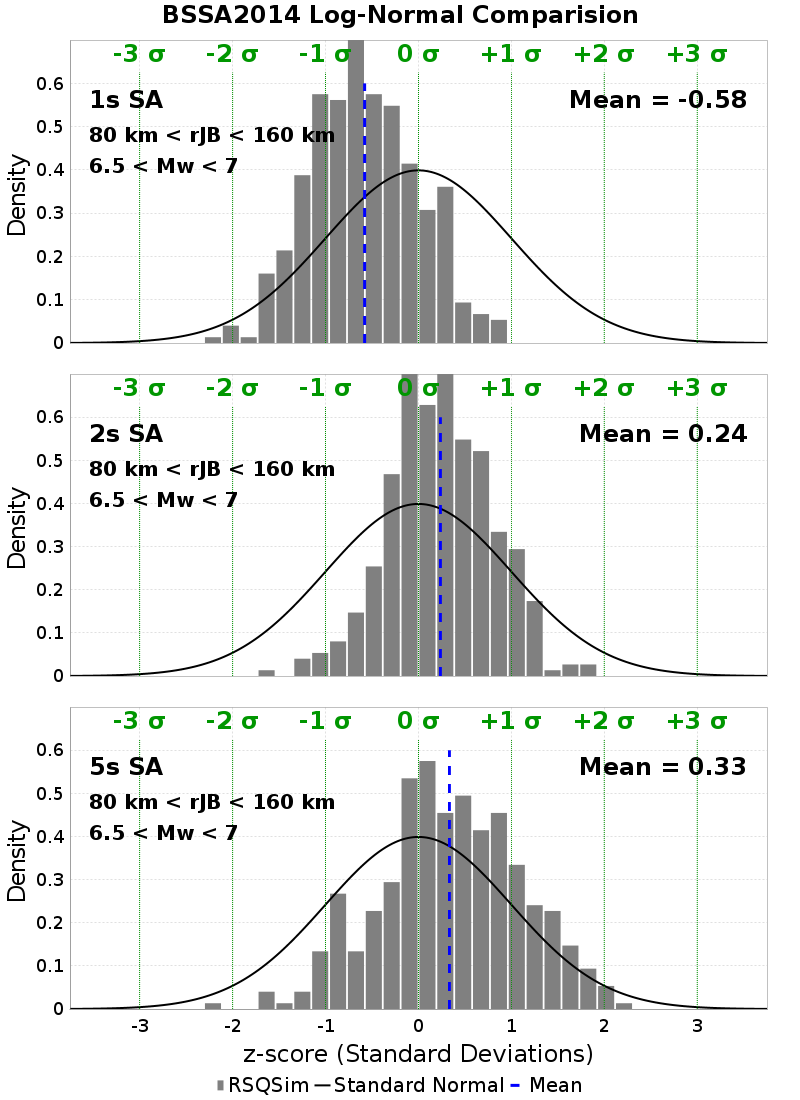 BSSA2014 Log-Normal Comparision
-3 σ -2 σ -1 σ 0 σ +1 σ +2 σ +3 σ
1s SA
Mean = -0.58
80 km < rJB < 160 km
6.5 < Mw < 7
Density
0.6
0.5
0.4
0.3
0.2
0.1
0
-3 σ -2 σ -1 σ 0 σ +1 σ +2 σ +3 σ
2s SA
Mean = 0.24
80 km < rJB < 160 km
6.5 < Mw < 7
Density
0.6
0.5
0.4
0.3
0.2
0.1
0
-3 σ -2 σ -1 σ 0 σ +1 σ +2 σ +3 σ
5s SA
Mean = 0.33
80 km < rJB < 160 km
6.5 < Mw < 7
Density
0.6
0.5
0.4
0.3
0.2
0.1
0
-3 -2 -1 0 1 2 3
z-score (Standard Deviations)
RSQSim Standard Normal Mean